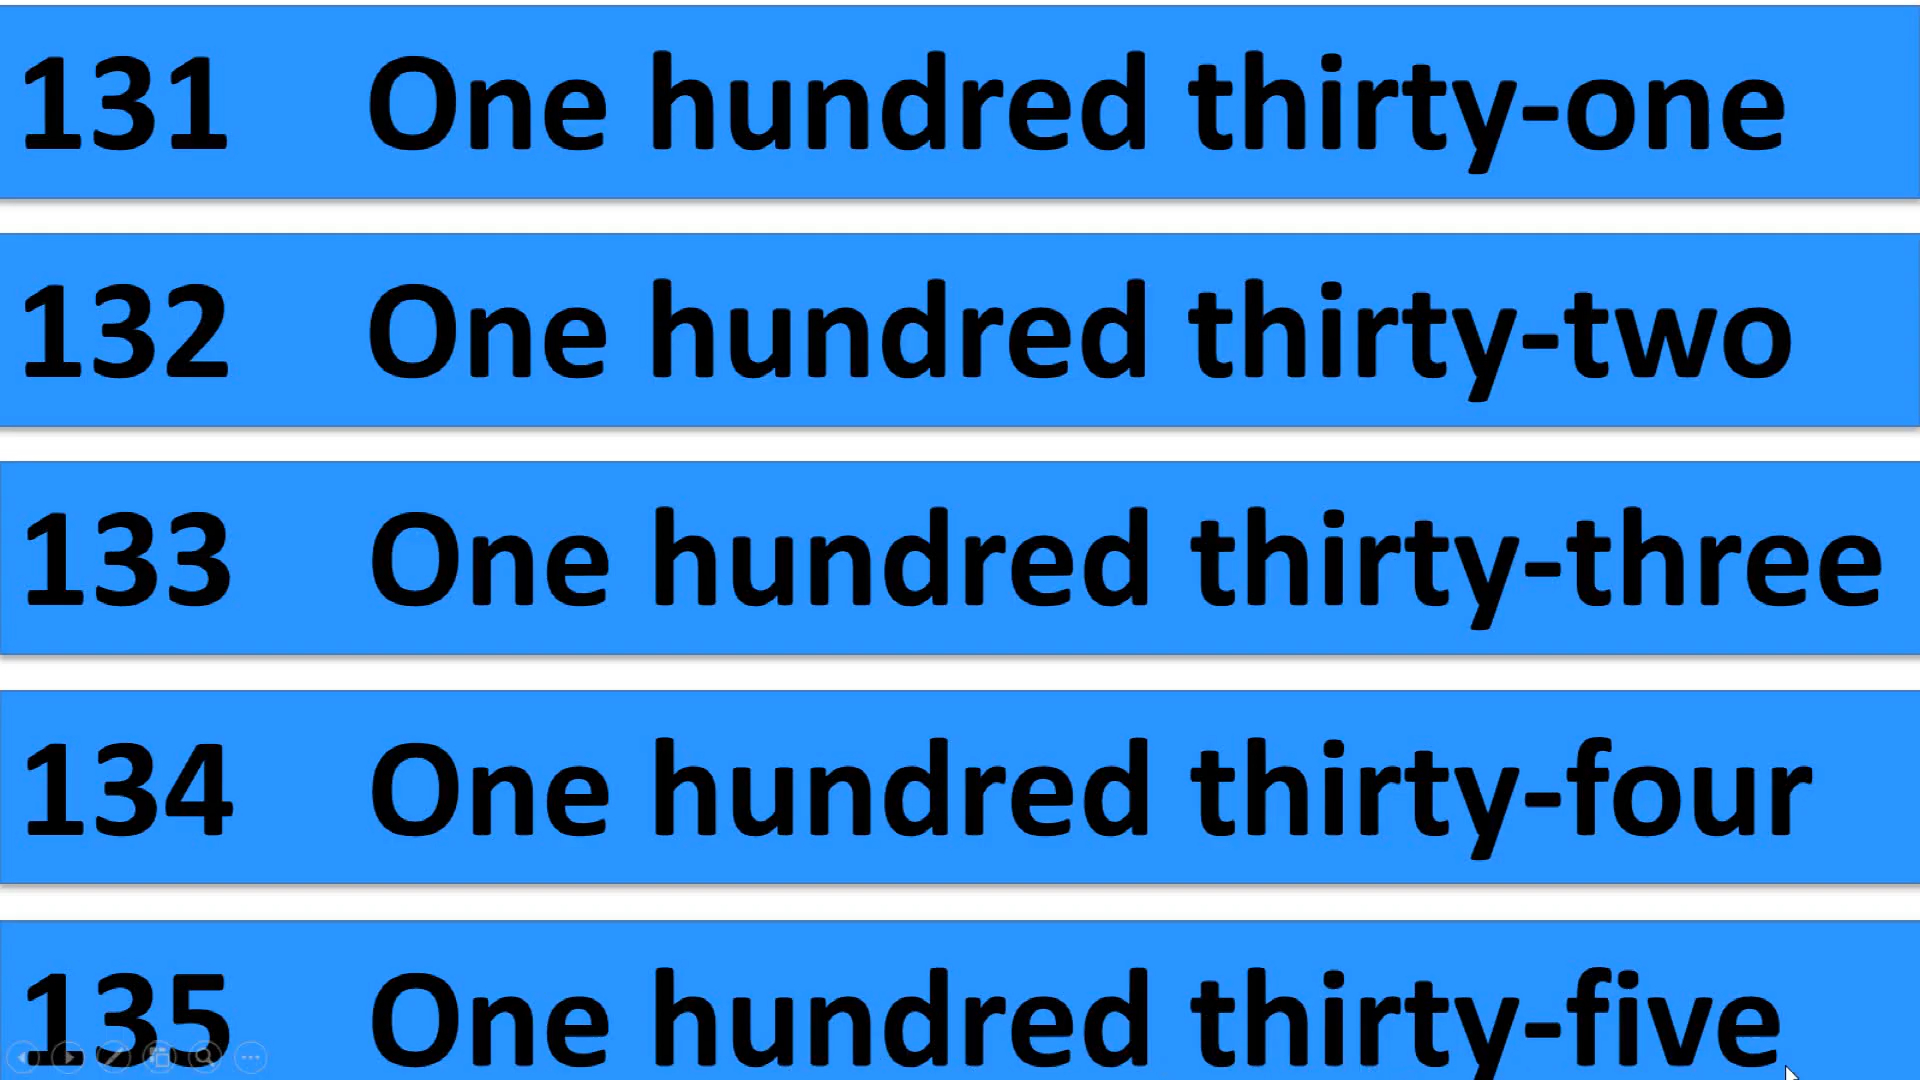 131 One hundred thirty-one
132 One hundred thirty-two
133 One hundred thirty-three
134 One hundred thirty-four
135 One hundred thirty-five